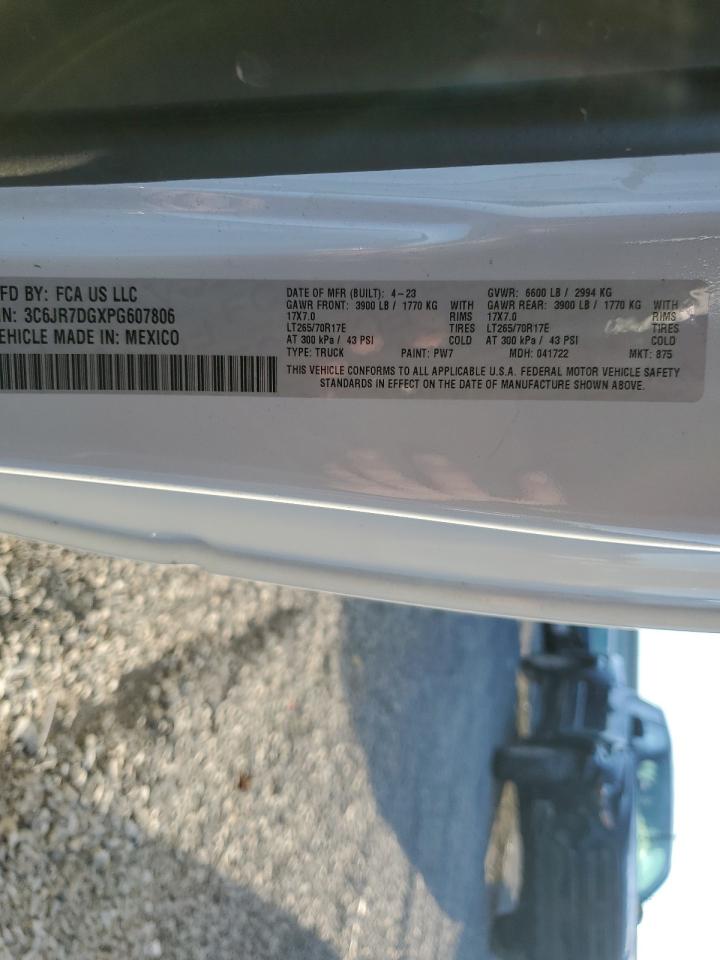 FD BY: FCA US LLC
N: 3C6JR7DGXPG607806
EHICLE MADE IN: MEXICO
DATE OF MFR (BUILT): 4-23 GVWR: 6600 LB / 2994 KG
GAWR FRONT: 3900 LB / 1770 KG WITH GAWR REAR: 3900 LB / 1770 KG WITH
17X7.0 RIMS 17X7.0 RIMS
LT265/70R17E TIRES LT265/70R17E TIRES
AT 300 kPa / 43 PSI COLD AT 300 kPa / 43 PSI COLD
TYPE: TRUCK PAINT: PW7 MDH: 041722 MKT: 875
THIS VEHICLE CONFORMS TO ALL APPLICABLE U.S.A. FEDERAL MOTOR VEHICLE SAFETY
STANDARDS IN EFFECT ON THE DATE OF MANUFACTURE SHOWN ABOVE.